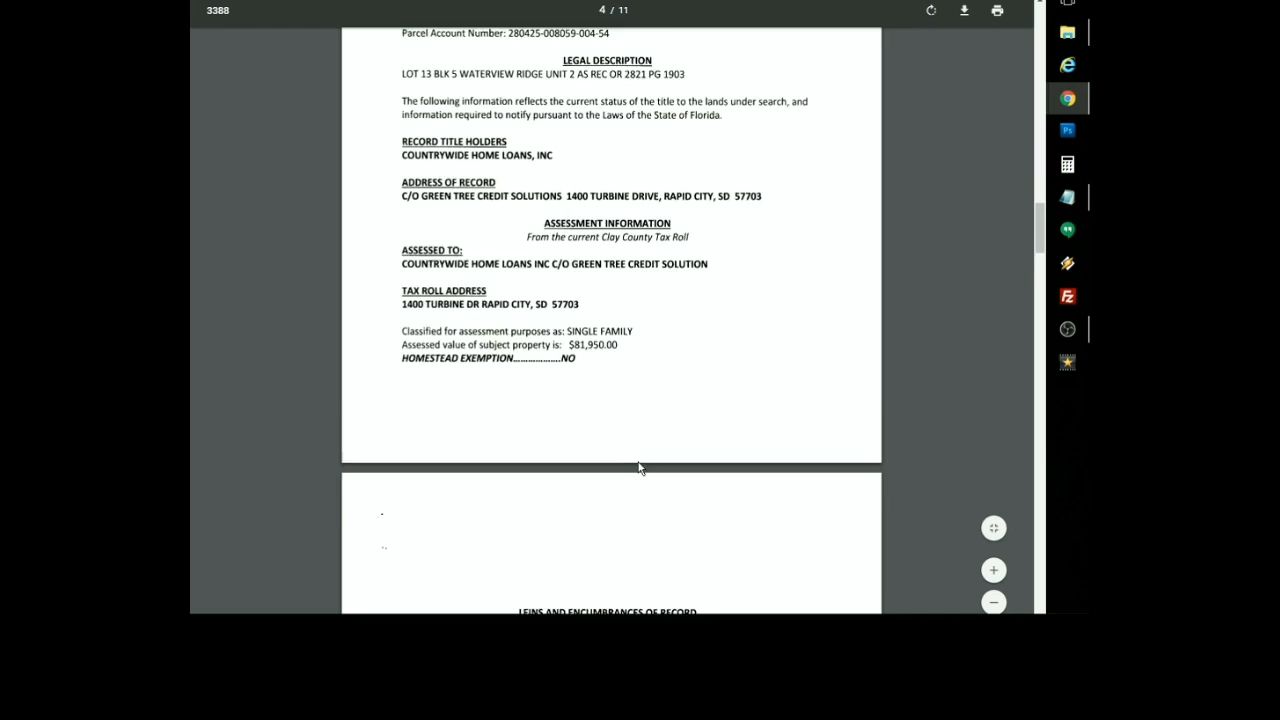 3388
4 / 11
Parcel Account Number: 280425-008059-004-54
LEGAL DESCRIPTION
LOT 13 BLK 5 WATERVIEW RIDGE UNIT 2 AS REC OR 2821 PG 1903
The following information reflects the current status of the title to the lands under search, and
information required to notify pursuant to the Laws of the State of Florida.
RECORD TITLE HOLDERS
COUNTRYWIDE HOME LOANS, INC
ADDRESS OF RECORD
C/O GREEN TREE CREDIT SOLUTIONS 1400 TURBINE DRIVE, RAPID CITY, SD 57703
ASSESSMENT INFORMATION
From the current Clay County Tax Roll
ASSESSED TO:
COUNTRYWIDE HOME LOANS INC C/O GREEN TREE CREDIT SOLUTION
TAX ROLL ADDRESS
1400 TURBINE DR RAPID CITY, SD 57703
Classified for assessment purposes as: SINGLE FAMILY
Assessed value of subject property is: $81,950.00
HOMESTEAD EXEMPTION....................NO
LEINS AND ENCUMBRANCES OF RECORD
Ps
Fz